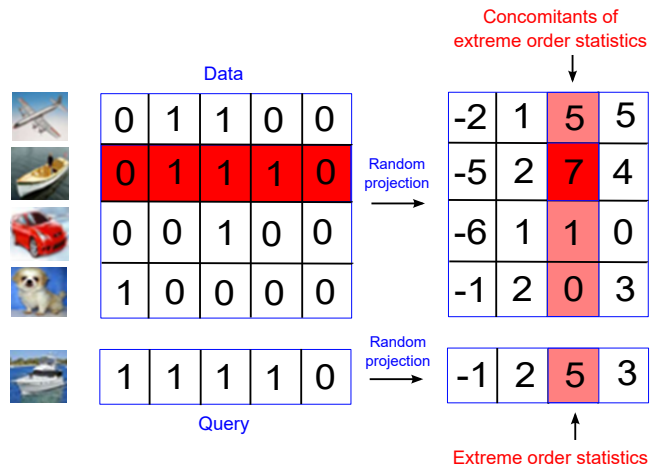 Concomitants of
extreme order statistics
Data
0 1 1 0 0
-2 1 5 5
0 1 1 1 0
Random
projection
-5 2 7 4
0 0 1 0 0
-6 1 1 0
1 0 0 0 0
-1 2 0 3
Random
projection
1 1 1 1 0
-1 2 5 3
Query
Extreme order statistics